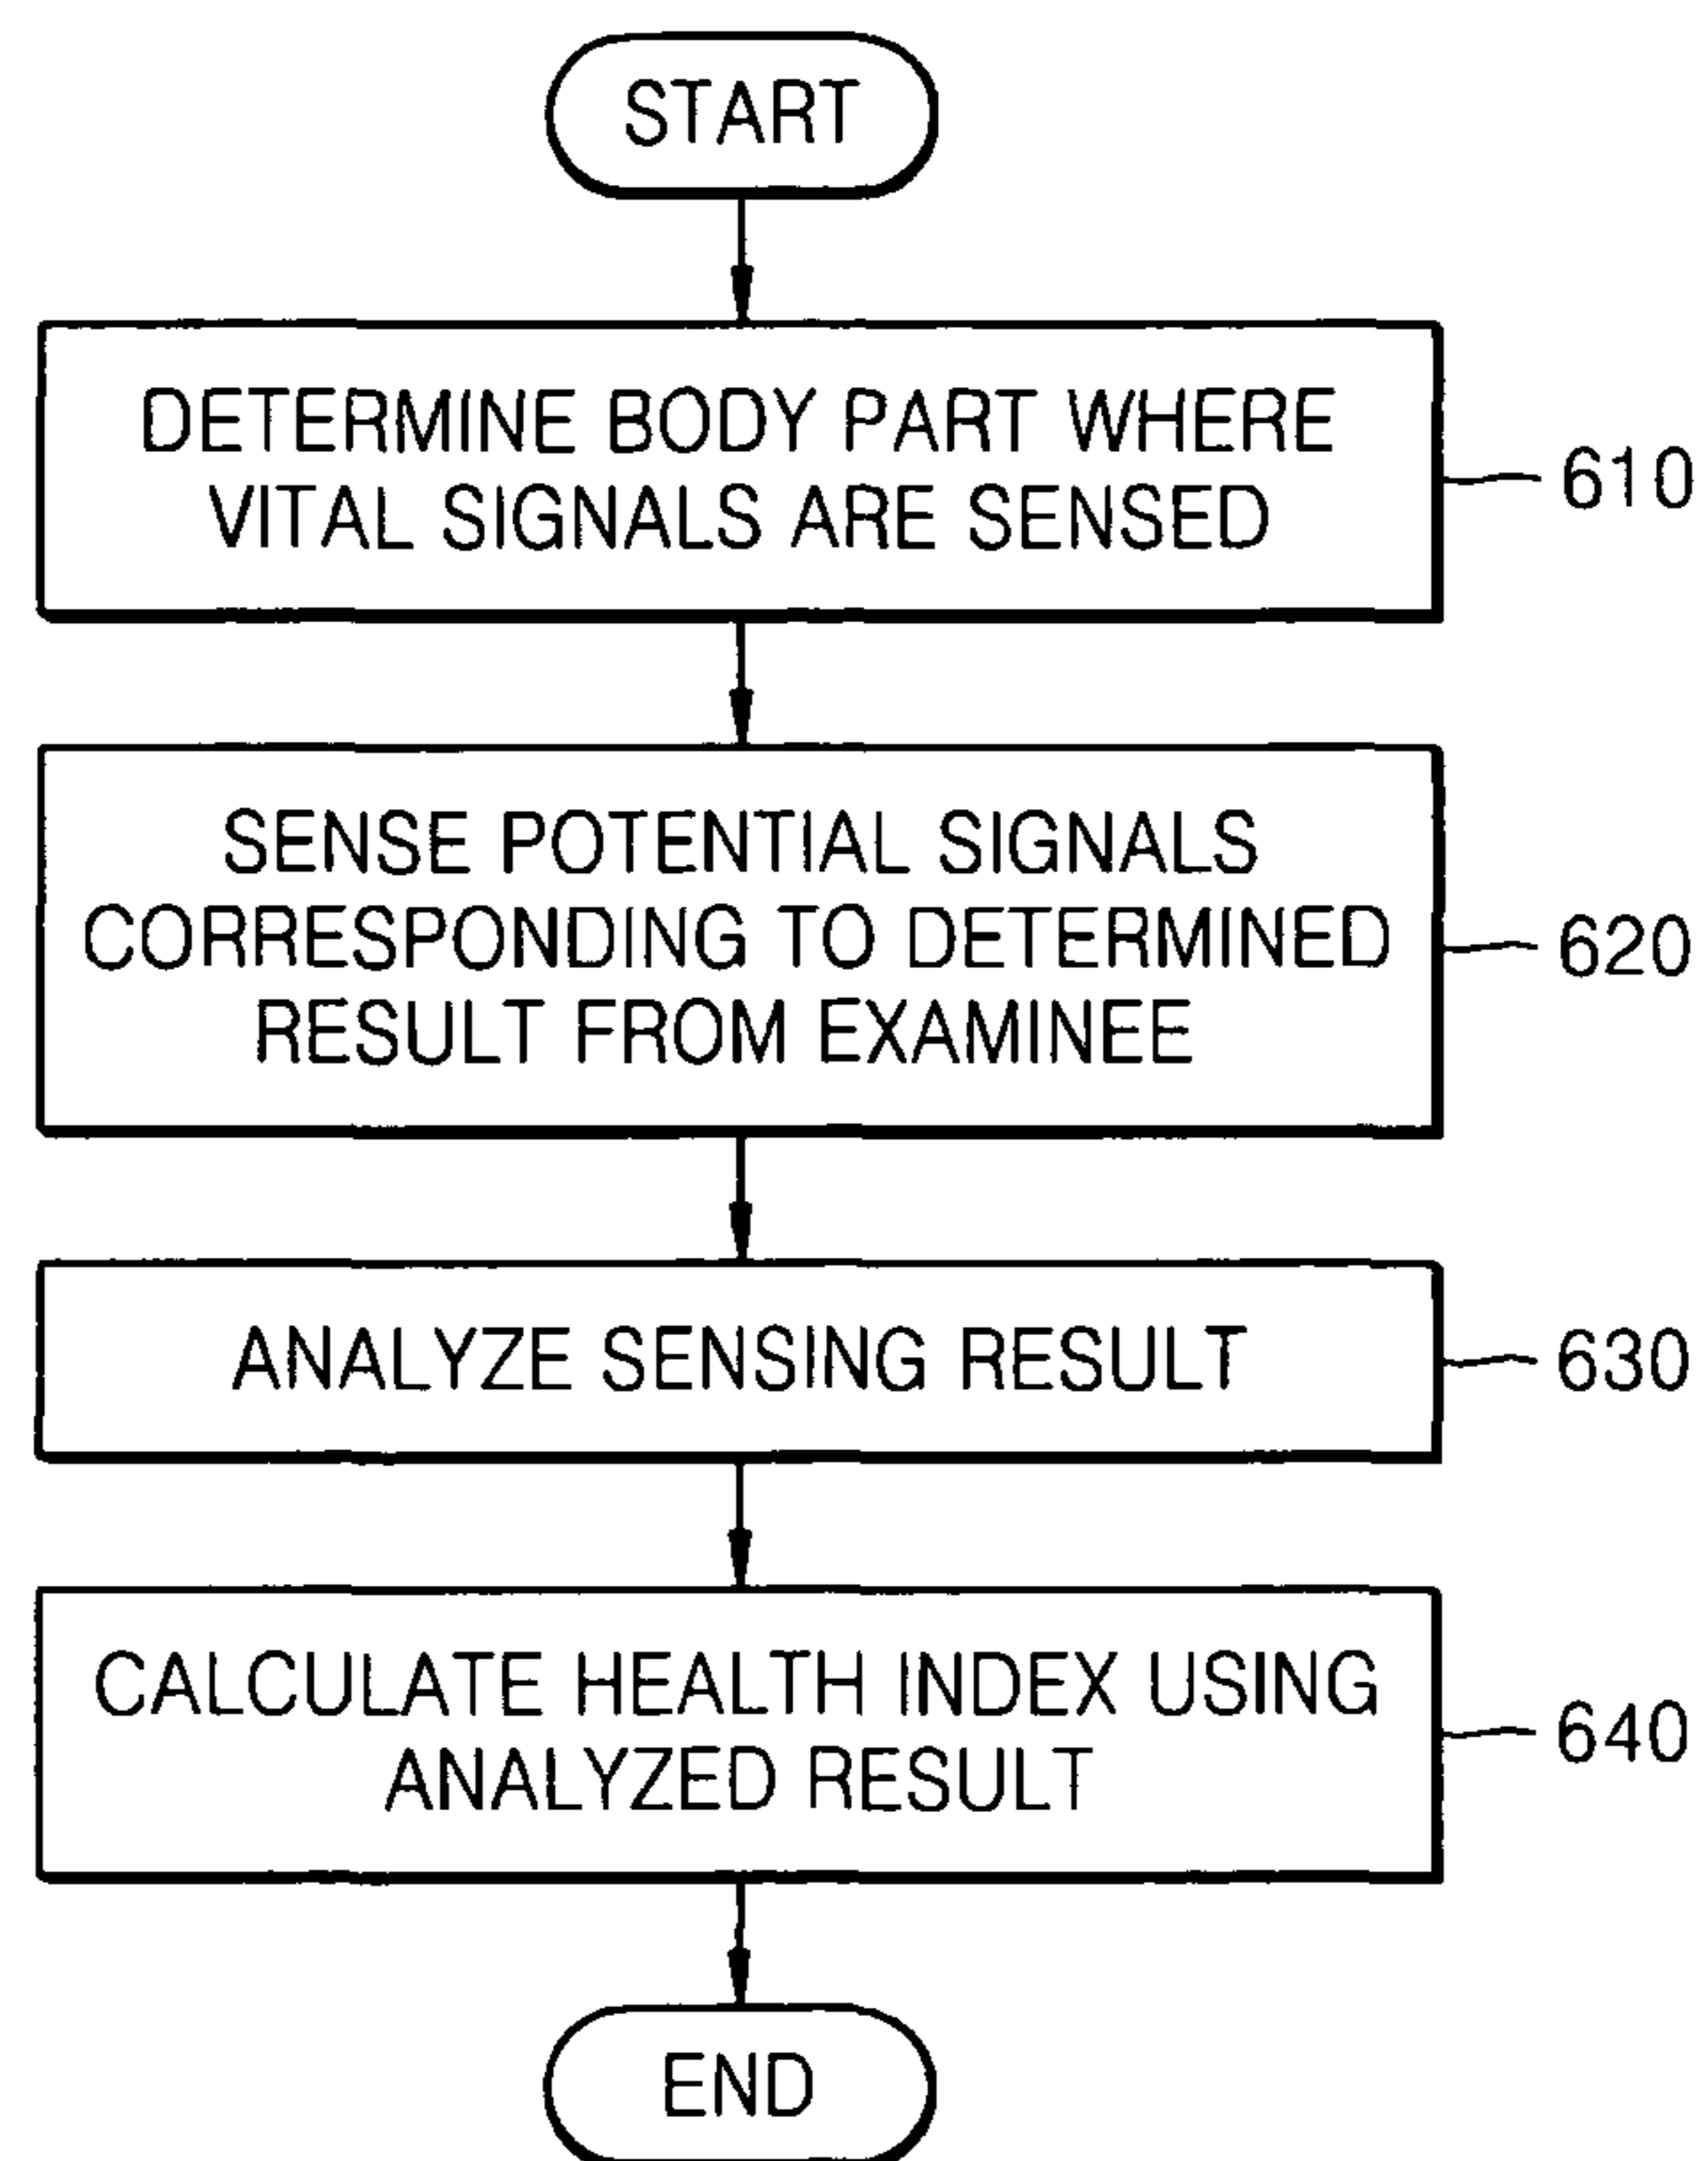 START
DETERMINE BODY PART WHERE
VITAL SIGNALS ARE SENSED
610
SENSE POTENTIAL SIGNALS
CORRESPONDING TO DETERMINED
RESULT FROM EXAMINEE
620
ANALYZE SENSING RESULT
630
CALCULATE HEALTH INDEX USING
ANALYZED RESULT
640
END